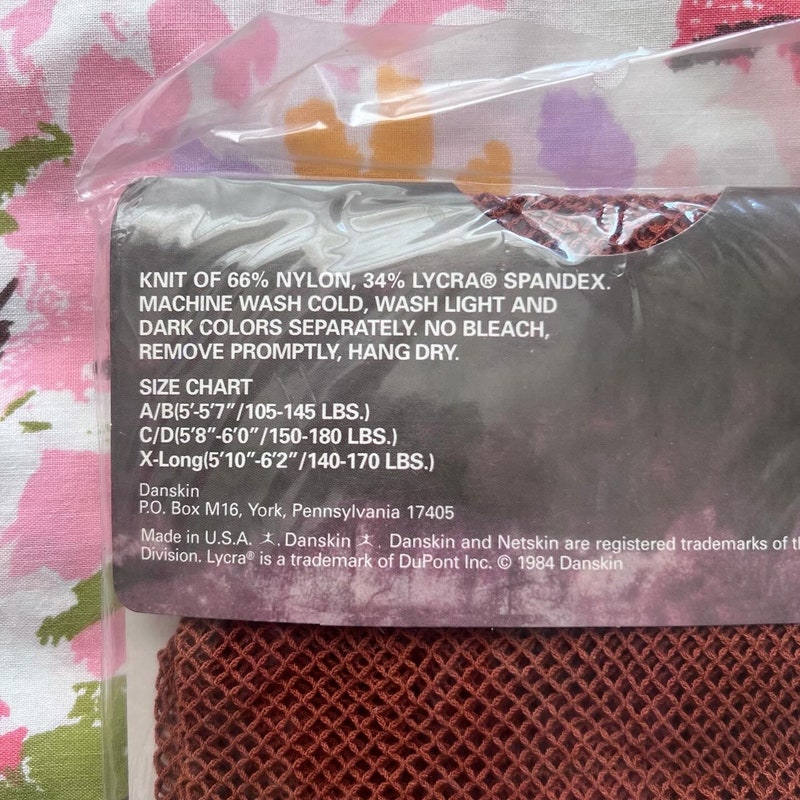 KNIT OF 66% NYLON, 34% LYCRA® SPANDEX.
MACHINE WASH COLD, WASH LIGHT AND
DARK COLORS SEPARATELY. NO BLEACH,
REMOVE PROMPTLY, HANG DRY.
SIZE CHART
A/B(5'-5'7"/105-145 LBS.)
C/D(5'8"-6'0"/150-180 LBS.)
X-Long(5'10"-6'2"/140-170 LBS.)
Danskin
P.O. Box M16, York, Pennsylvania 17405
Made in U.S.A. , Danskin , Danskin and Netskin are registered trademarks of
Division. Lycra® is a trademark of DuPont Inc. © 1984 Danskin